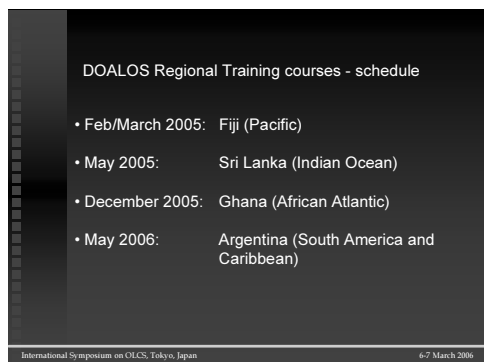 DOALOS Regional Training courses - schedule
• Feb/March 2005: Fiji (Pacific)
• May 2005: Sri Lanka (Indian Ocean)
• December 2005: Ghana (African Atlantic)
• May 2006: Argentina (South America and
Caribbean)
International Symposium on OLCS, Tokyo, Japan 6-7 March 2006